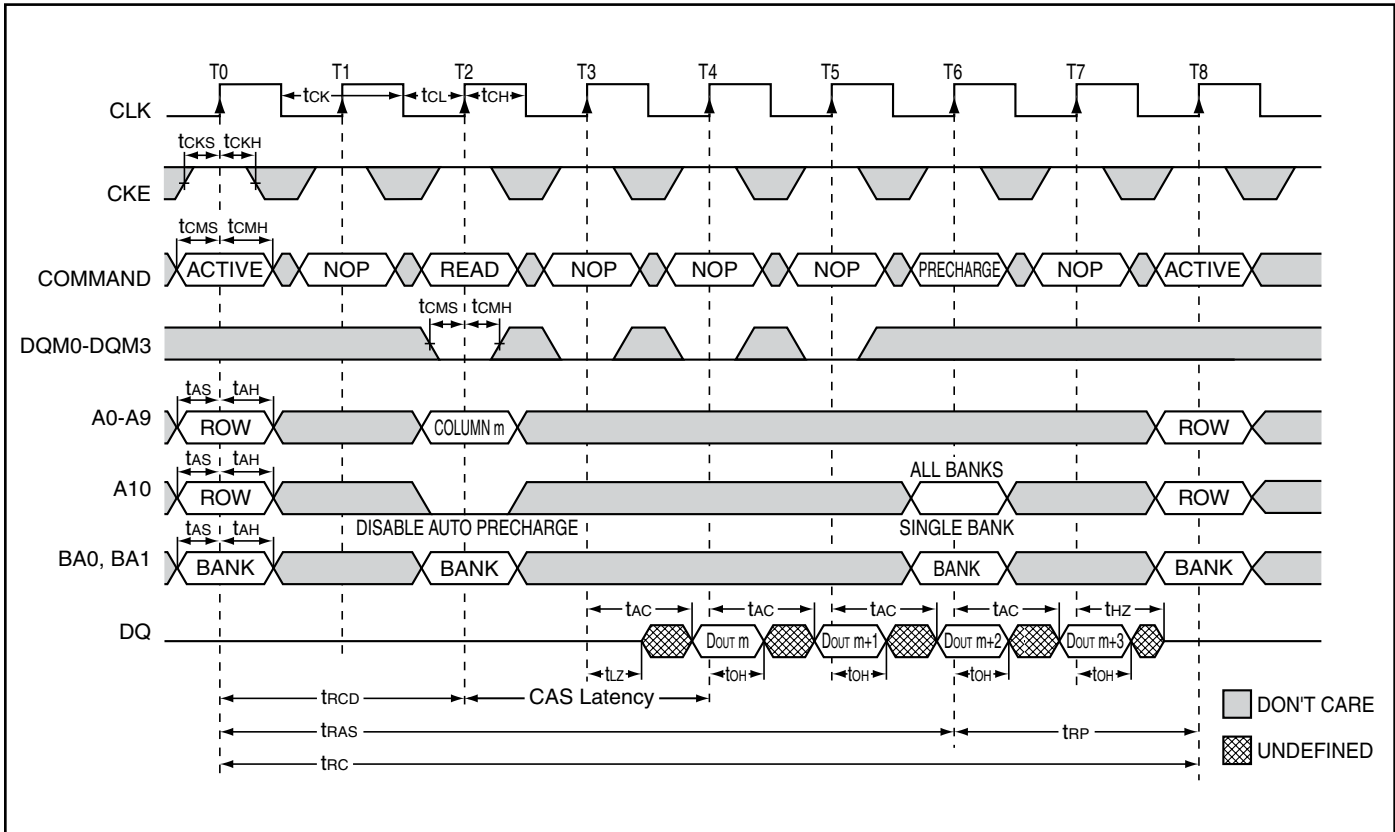 T0 T1 T2 T3 T4 T5 T6 T7 T8
tCK tCL tCH
CLK
tCKS tCKH
CKE
tCMS tCMH
COMMAND ACTIVE NOP READ NOP NOP NOP PRECHARGE NOP ACTIVE
tCMS tCMH
DQM0-DQM3
tAS tAH
A0-A9 ROW COLUMN m ROW
tAS tAH ALL BANKS
A10 ROW ROW
tAS tAH DISABLE AUTO PRECHARGE SINGLE BANK
BA0, BA1 BANK BANK BANK BANK
tAC tAC tAC tAC tHZ
DQ DOUT m DOUT m+1 DOUT m+2 DOUT m+3
tLZ tOH tOH tOH tOH
tRCD CAS Latency
DON'T CARE
tRAS tRP
UNDEFINED
tRC